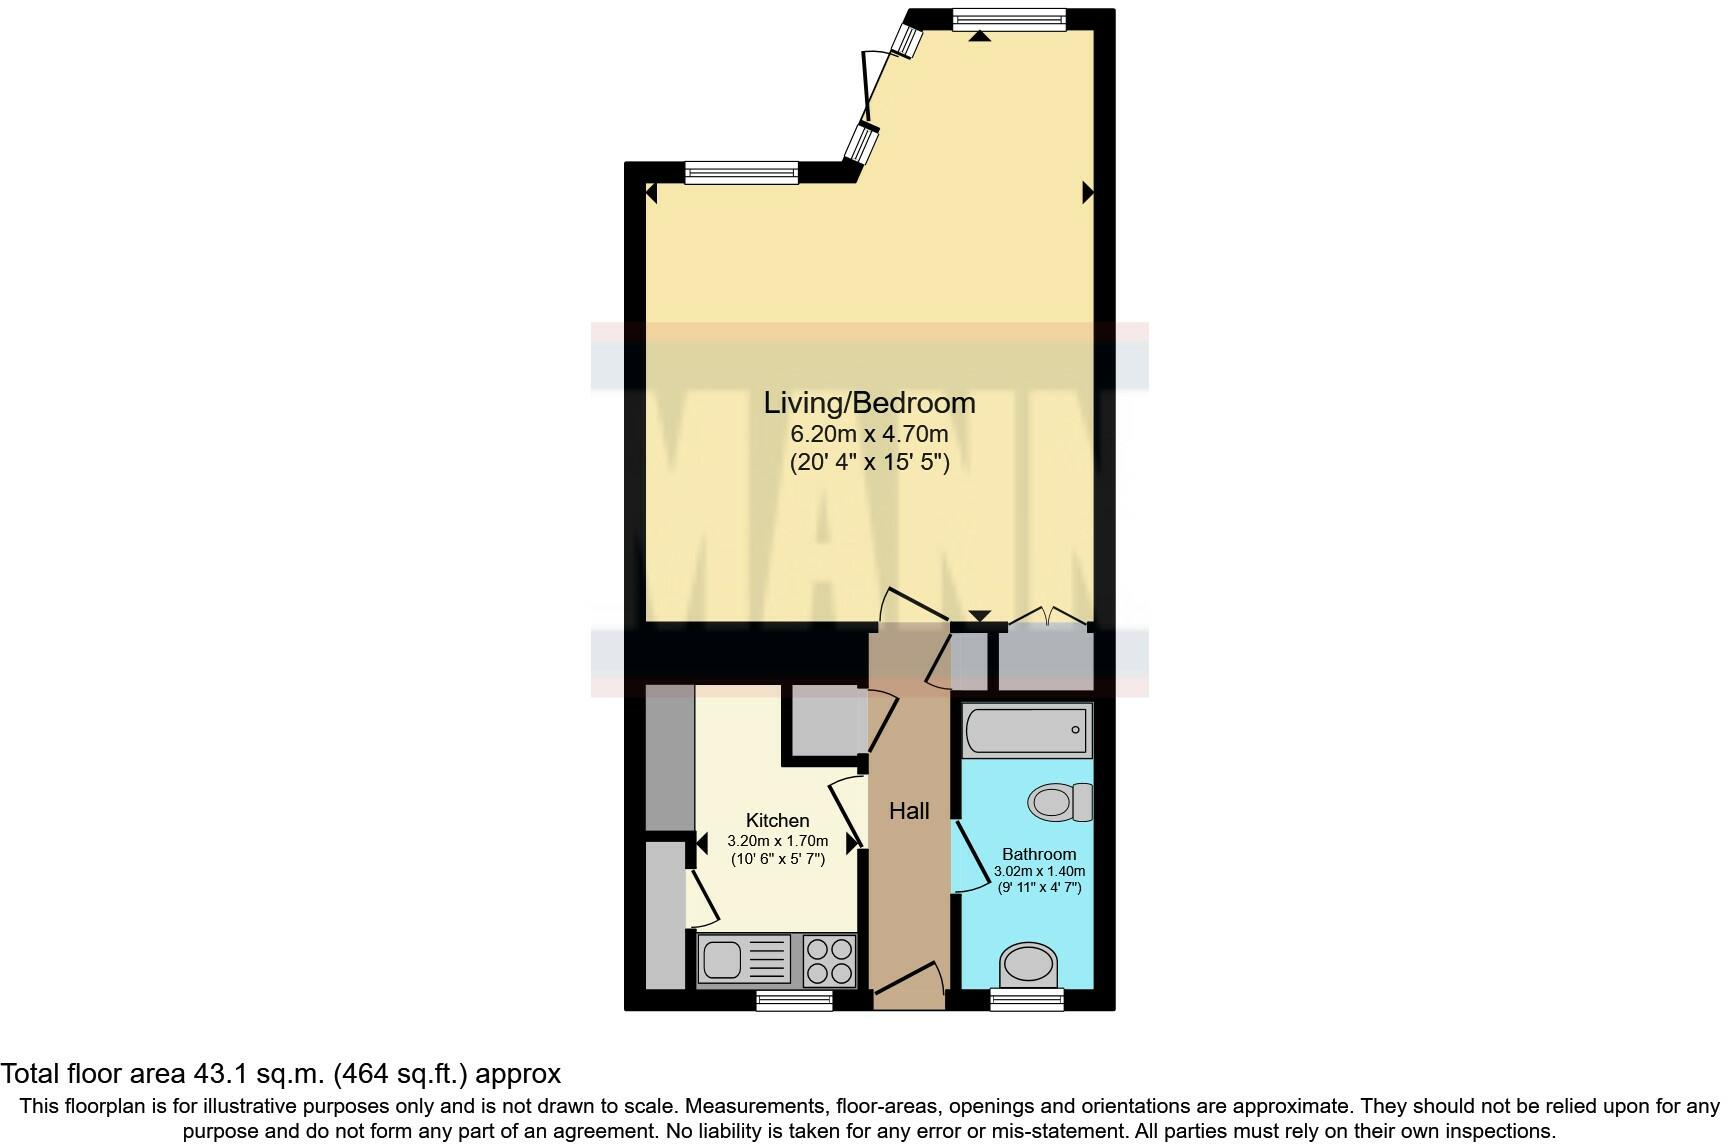 MANN
Living/Bedroom
6.20m x 4.70m
(20' 4" x 15' 5")
Hall
Kitchen
3.20m x 1.70m
(10' 6" x 5' 7")
Bathroom
3.02m x 1.40m
(9' 11" x 4' 7")
Total floor area 43.1 sq.m. (464 sq.ft.) approx
This floorplan is for illustrative purposes only and is not drawn to scale. Measurements, floor-areas, openings and orientations are approximate. They should not be relied upon for any
purpose and do not form any part of an agreement. No liability is taken for any error or mis-statement. All parties must rely on their own inspections.